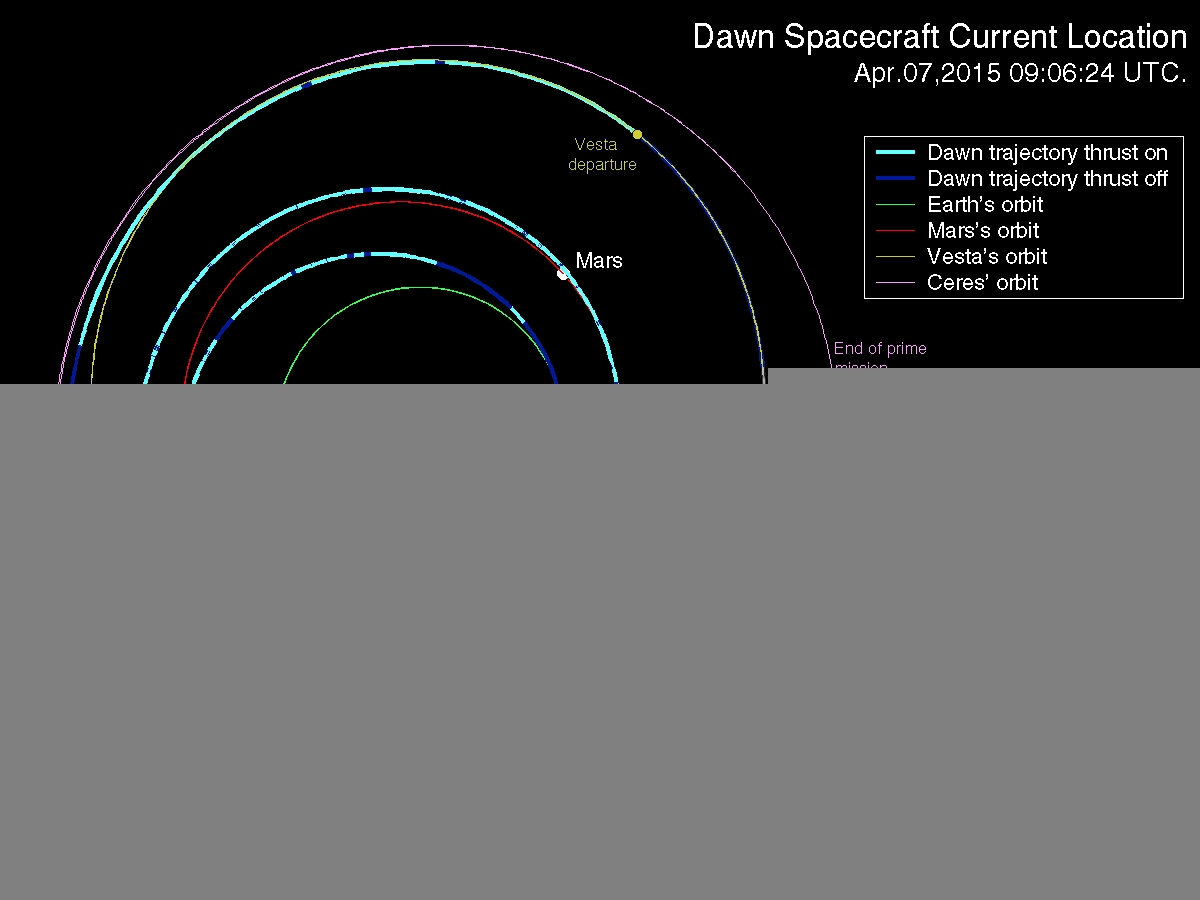 Dawn Spacecraft Current Location
Apr.07,2015 09:06:24 UTC.
Vesta
departure
Dawn trajectory thrust on
Dawn trajectory thrust off
Earth's orbit
Mars's orbit
Vesta's orbit
Ceres' orbit
Mars
End of prime
mission